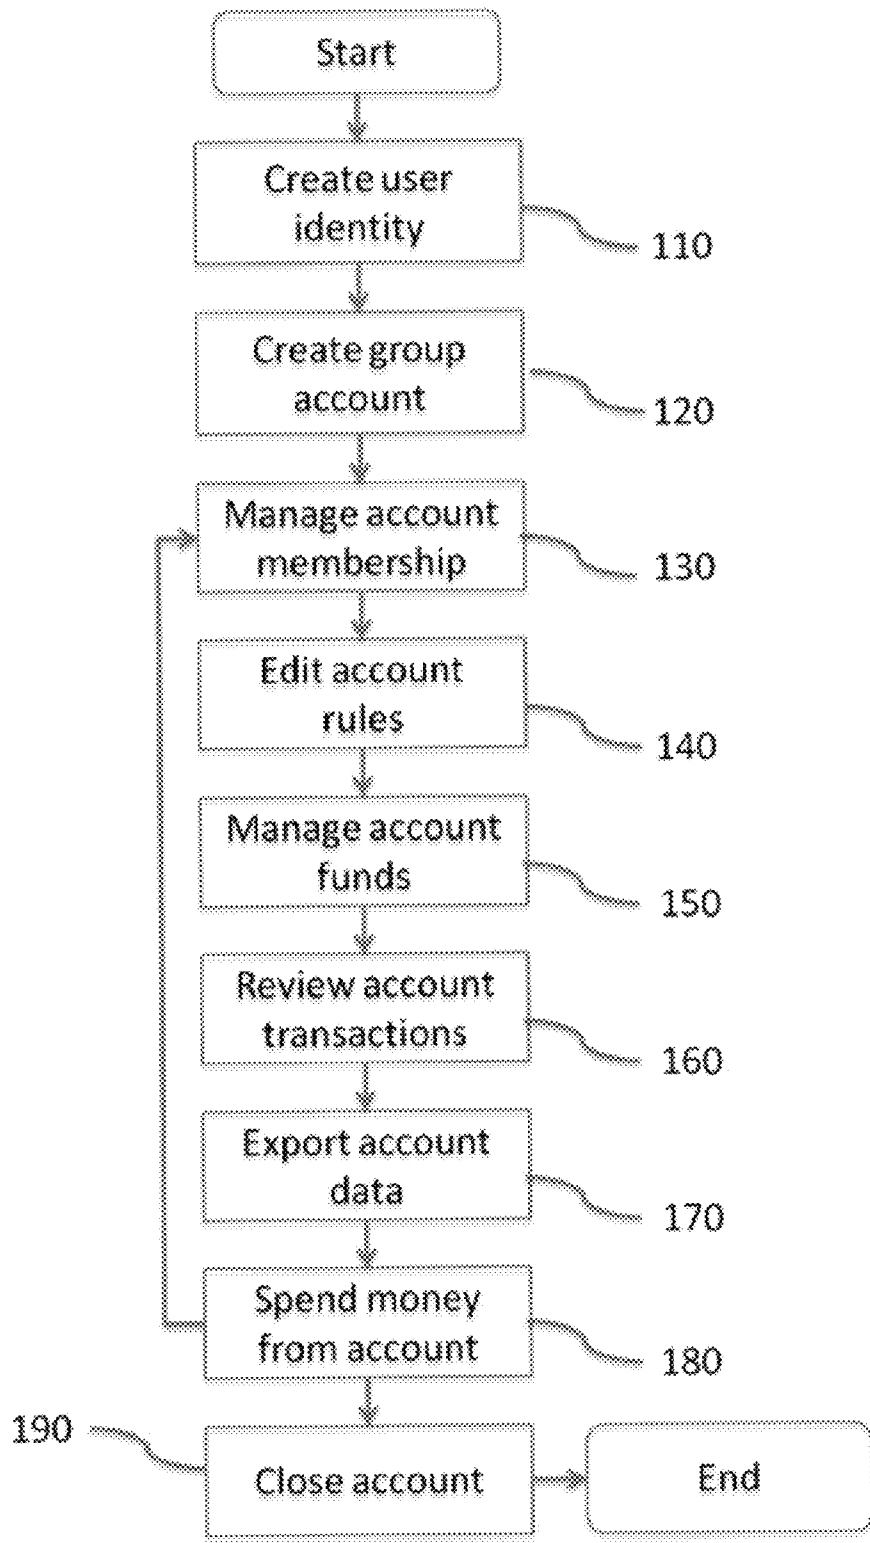 Start
Create user
identity
110
Create group
account
120
Manage account
membership
130
Edit account
rules
140
Manage account
funds
150
Review account
transactions
160
Export account
data
170
Spend money
from account
180
190
Close account
End